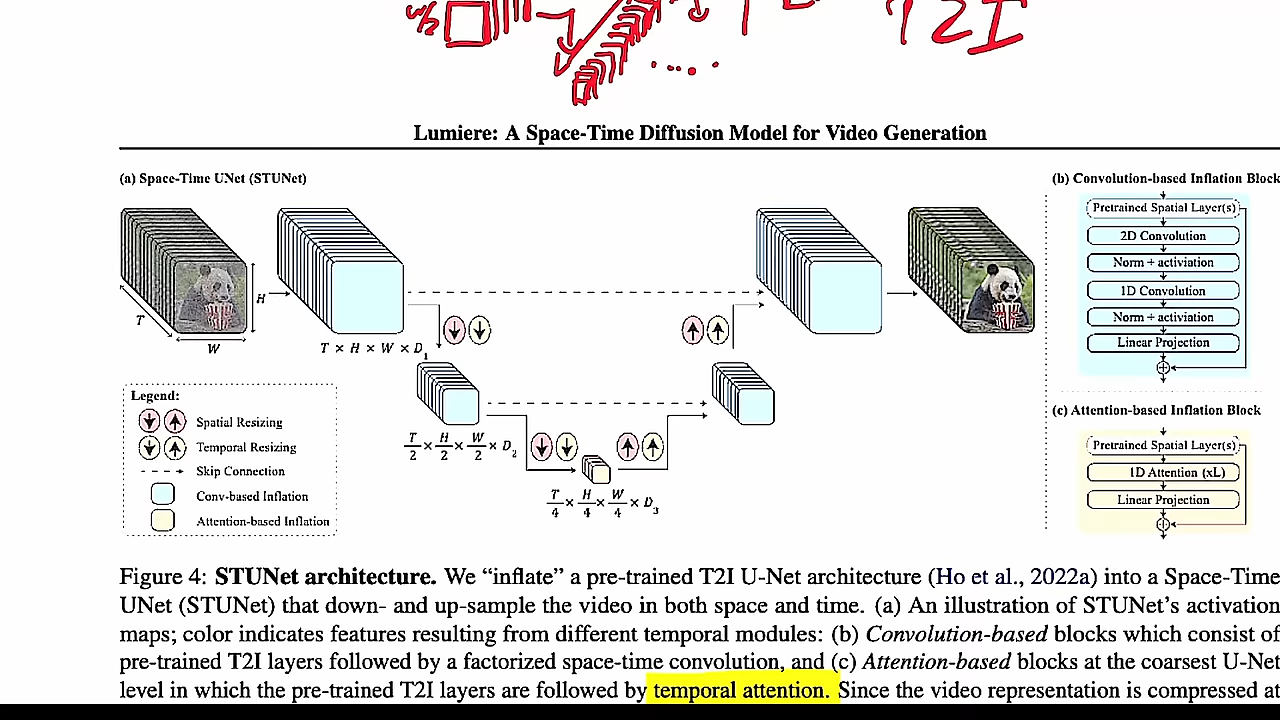 T2I
Lumiere: A Space-Time Diffusion Model for Video Generation
(a) Space-Time UNet (STUNet)
(b) Convolution-based Inflation Block
Pretrained Spatial Layer(s)
2D Convolution
Norm + activiation
1D Convolution
Norm + activiation
Linear Projection
H
T
W
T × H × W × D1
T/2 × H/2 × W/2 × D2
T/4 × H/4 × W/4 × D3
Legend:
Spatial Resizing
Temporal Resizing
Skip Connection
Conv-based Inflation
Attention-based Inflation
(c) Attention-based Inflation Block
Pretrained Spatial Layer(s)
1D Attention (xL)
Linear Projection
Figure 4: STUNet architecture. We “inflate” a pre-trained T2I U-Net architecture (Ho et al., 2022a) into a Space-Time
UNet (STUNet) that down- and up-sample the video in both space and time. (a) An illustration of STUNet’s activation
maps; color indicates features resulting from different temporal modules: (b) Convolution-based blocks which consist of
pre-trained T2I layers followed by a factorized space-time convolution, and (c) Attention-based blocks at the coarsest U-Net
level in which the pre-trained T2I layers are followed by temporal attention. Since the video representation is compressed at